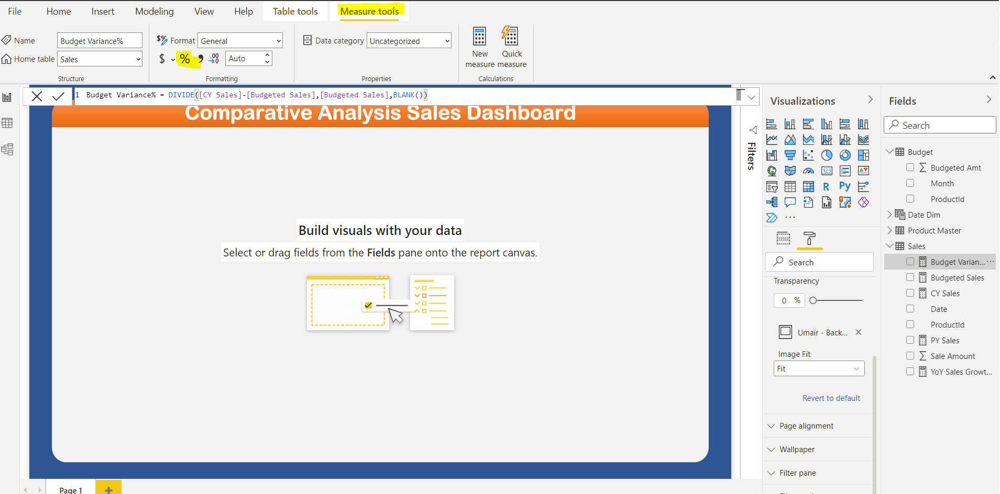 File Home Insert Modeling View Help Table tools Measure tools
Name Budget Variance% $% Format General Data category Uncategorized
Home table Sales $ % , .00 →.0 Auto New measure Quick measure
Structure Formatting Properties Calculations
1 Budget Variance% = DIVIDE([CY Sales]-[Budgeted Sales],[Budgeted Sales],BLANK())
Comparative Analysis Sales Dashboard
Build visuals with your data
Select or drag fields from the Fields pane onto the report canvas.
Filters
Visualizations
123
R Py
...
Search
Transparency
0 %
Umair - Back...
Image Fit
Fit
Revert to default
Page alignment
Wallpaper
Filter pane
Fields
Search
Budget
Budgeted Amt
Month
ProductId
Date Dim
Product Master
Sales
Budget Varian... ...
Budgeted Sales
CY Sales
Date
ProductId
PY Sales
Sale Amount
YoY Sales Growt...
Page 1 +